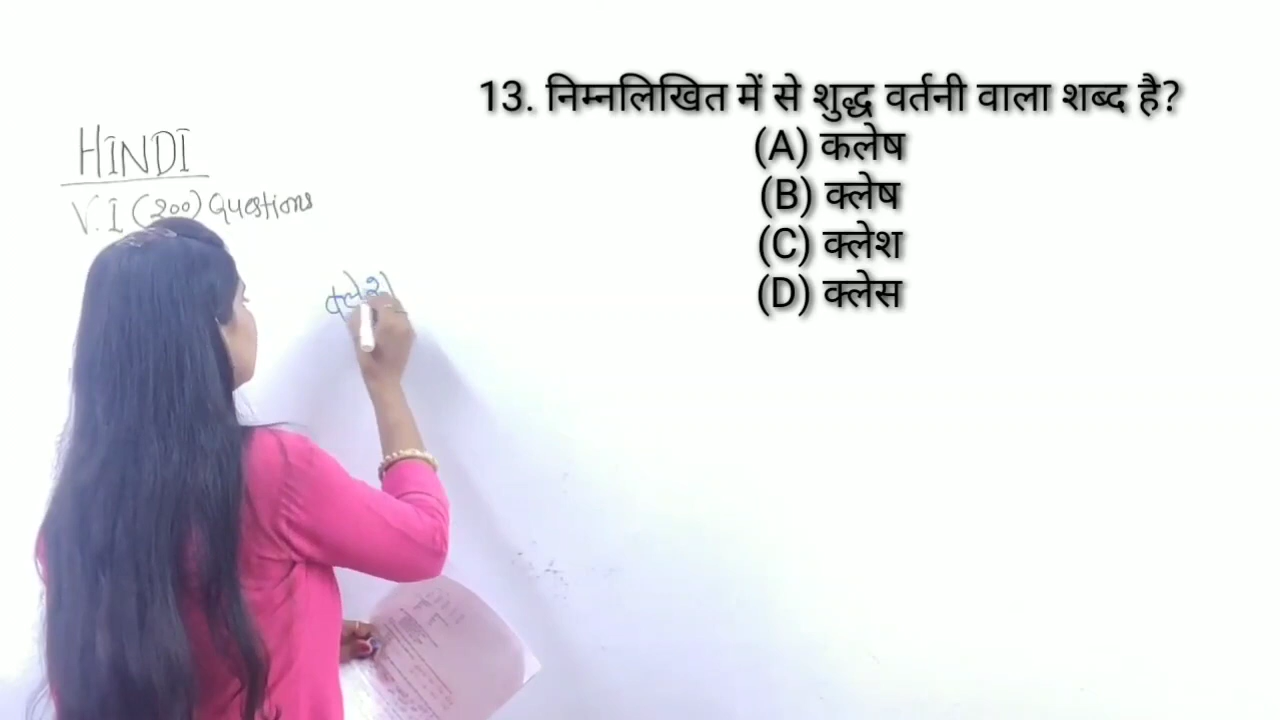 13. निम्नलिखित में से शुद्ध वर्तनी वाला शब्द है?
(A) कलेष
(B) क्लेष
(C) क्लेश
(D) क्लेस
HINDI
V.I (200) Questions
क्लेश